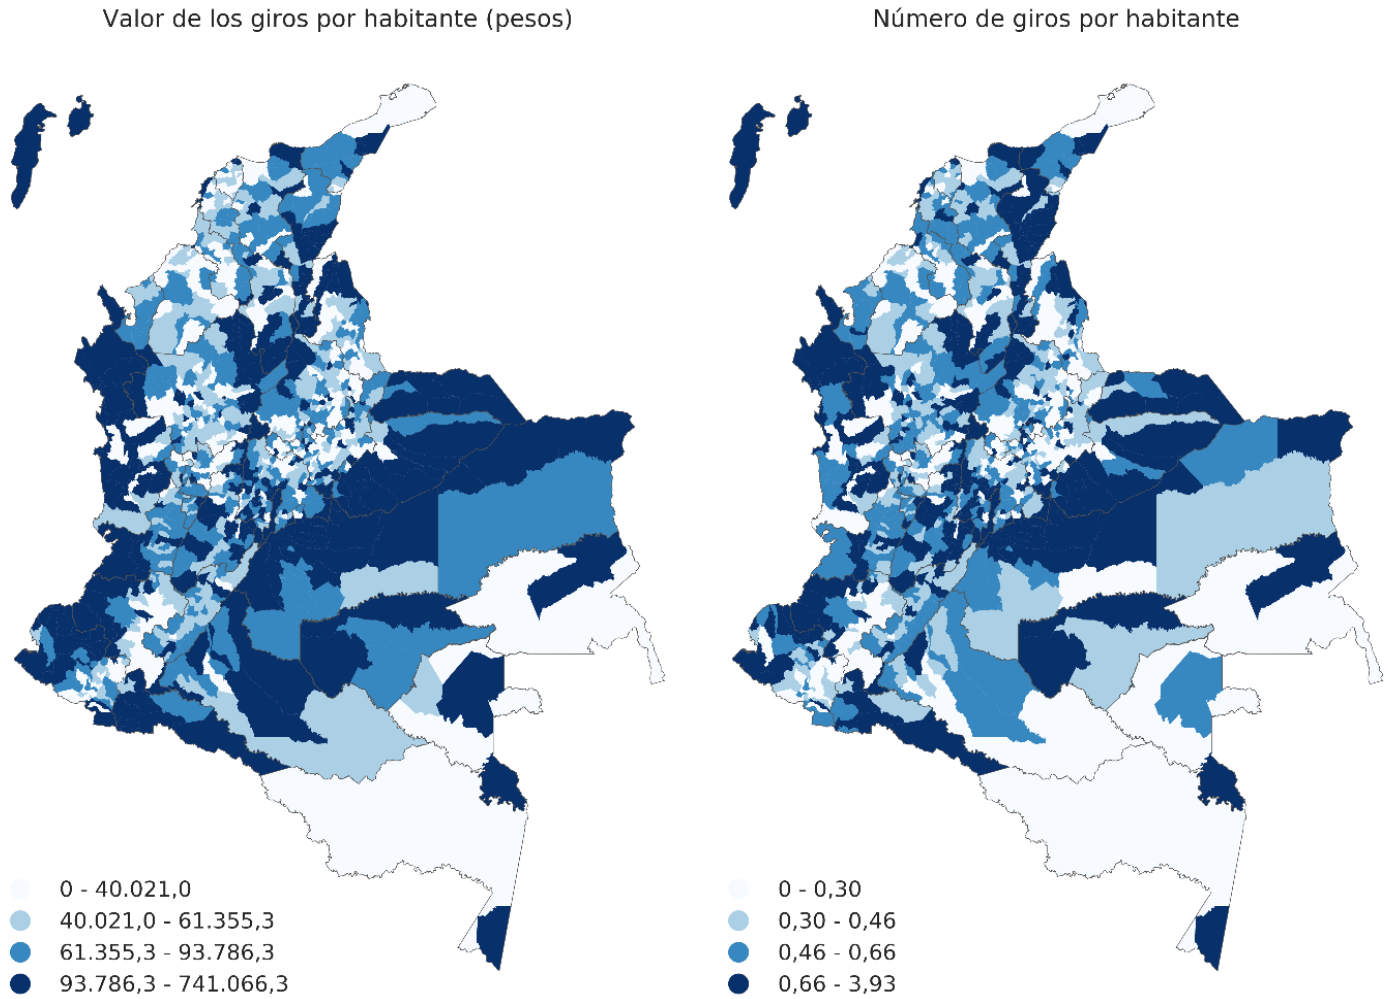 Valor de los giros por habitante (pesos)
Número de giros por habitante
0 - 40.021,0
40.021,0 - 61.355,3
61.355,3 - 93.786,3
93.786,3 - 741.066,3
0 - 0,30
0,30 - 0,46
0,46 - 0,66
0,66 - 3,93